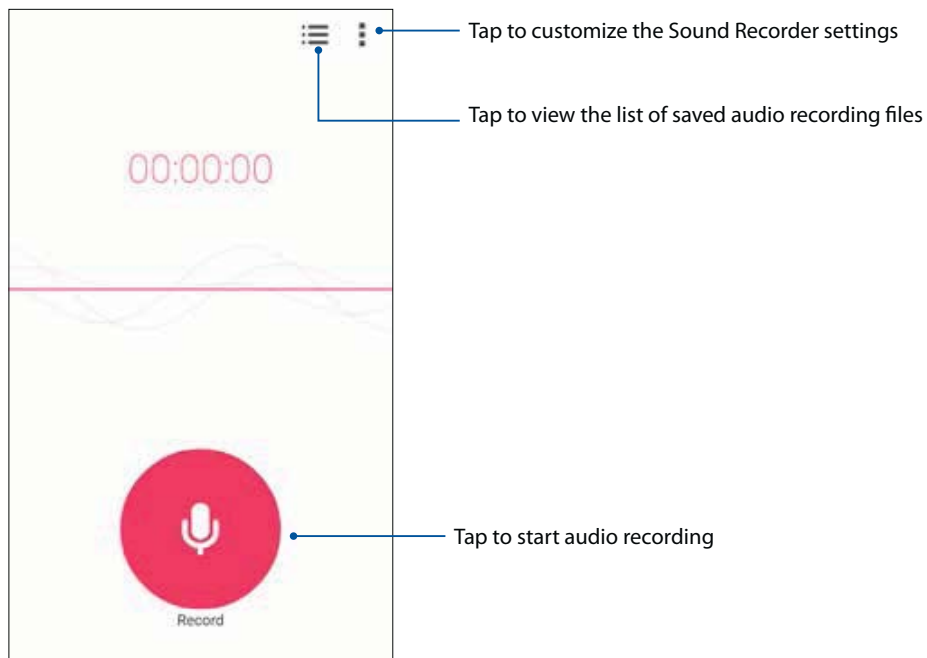 Tap to customize the Sound Recorder settings
Tap to view the list of saved audio recording files
00:00:00
Tap to start audio recording
Record